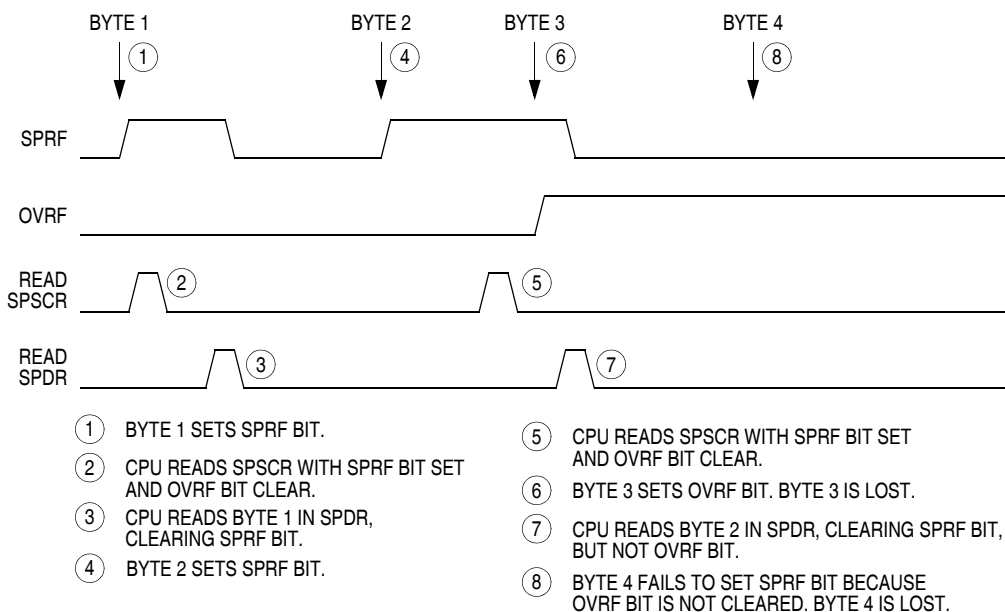 BYTE 1 BYTE 2 BYTE 3 BYTE 4
1 4 6 8
SPRF
OVRF
READ
SPSCR
2 5
READ
SPDR
3 7
1 BYTE 1 SETS SPRF BIT.
2 CPU READS SPSCR WITH SPRF BIT SET
AND OVRF BIT CLEAR.
3 CPU READS BYTE 1 IN SPDR,
CLEARING SPRF BIT.
4 BYTE 2 SETS SPRF BIT.
5 CPU READS SPSCR WITH SPRF BIT SET
AND OVRF BIT CLEAR.
6 BYTE 3 SETS OVRF BIT. BYTE 3 IS LOST.
7 CPU READS BYTE 2 IN SPDR, CLEARING SPRF BIT,
BUT NOT OVRF BIT.
8 BYTE 4 FAILS TO SET SPRF BIT BECAUSE
OVRF BIT IS NOT CLEARED. BYTE 4 IS LOST.